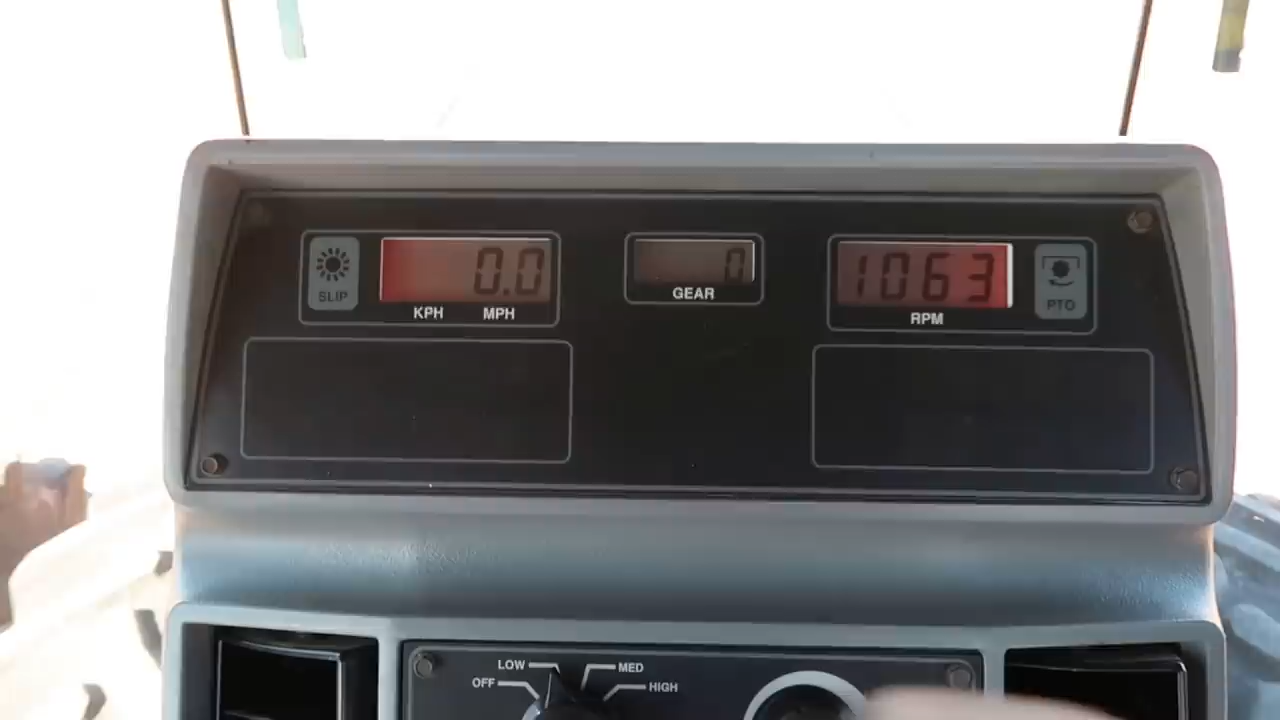 SLIP
0.0
KPH MPH
0
GEAR
1063
RPM
PTO
LOW
MED
OFF
HIGH